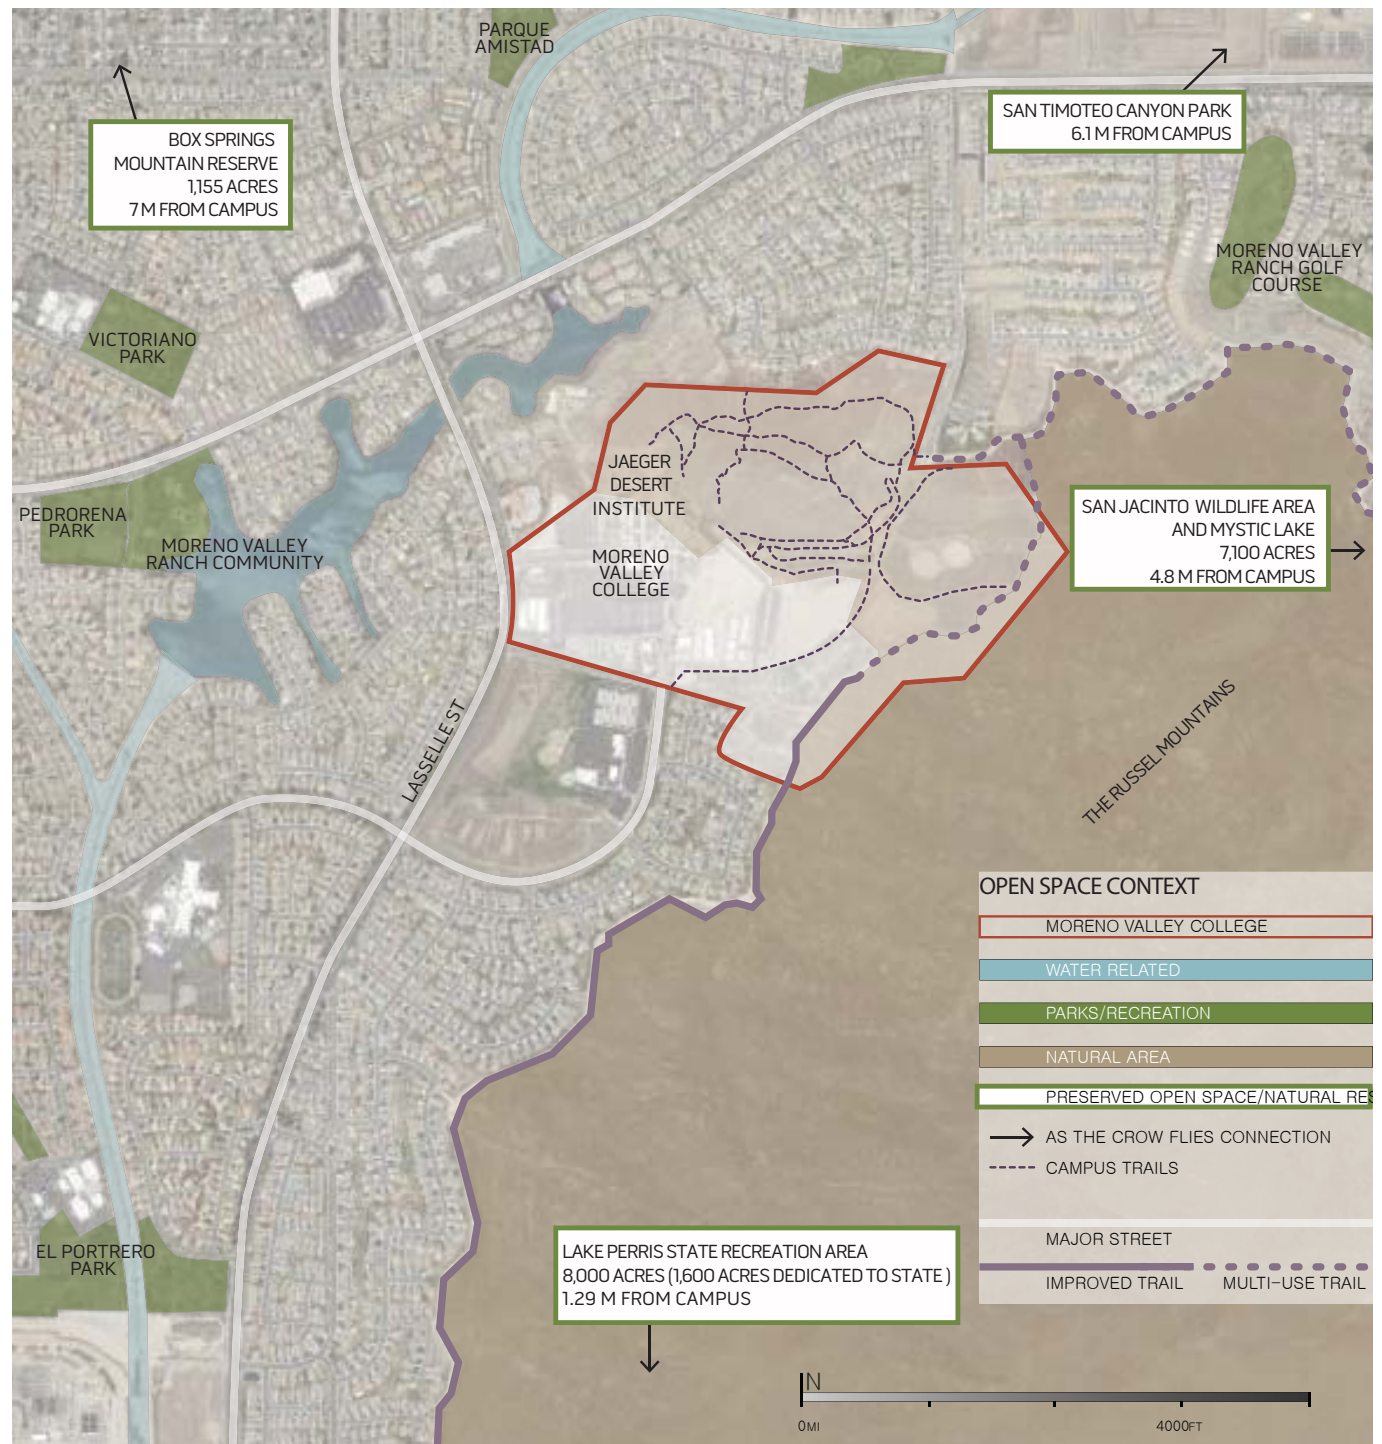 PARQUE
AMISTAD
BOX SPRINGS
MOUNTAIN RESERVE
1,155 ACRES
7 M FROM CAMPUS
SAN TIMOTEO CANYON PARK
6.1 M FROM CAMPUS
MORENO VALLEY
RANCH GOLF
COURSE
VICTORIANO
PARK
JAEGER
DESERT
INSTITUTE
PEDRORENA
PARK
MORENO VALLEY
RANCH COMMUNITY
MORENO
VALLEY
COLLEGE
SAN JACINTO WILDLIFE AREA
AND MYSTIC LAKE
7,100 ACRES
4.8 M FROM CAMPUS
LASSELLE ST
THE RUSSEL MOUNTAINS
OPEN SPACE CONTEXT
MORENO VALLEY COLLEGE
WATER RELATED
PARKS/RECREATION
NATURAL AREA
PRESERVED OPEN SPACE/NATURAL RES
AS THE CROW FLIES CONNECTION
CAMPUS TRAILS
MAJOR STREET
IMPROVED TRAIL MULTI-USE TRAIL
EL PORTRERO
PARK
LAKE PERRIS STATE RECREATION AREA
8,000 ACRES (1,600 ACRES DEDICATED TO STATE )
1.29 M FROM CAMPUS
N
0MI 4000FT